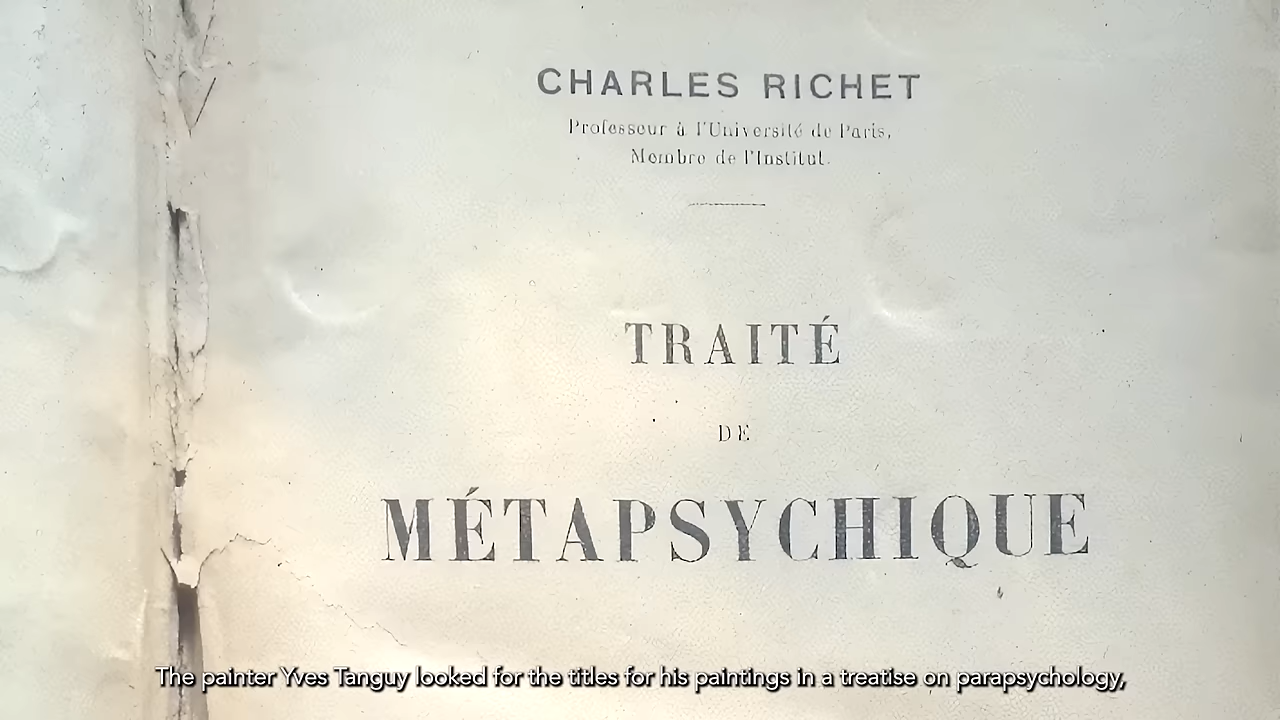 CHARLES RICHET
Professeur à l'Université de Paris,
Membre de l'Institut.
TRAITÉ
DE
MÉTAPSYCHIQUE
The painter Yves Tanguy looked for the titles for his paintings in a treatise on parapsychology,